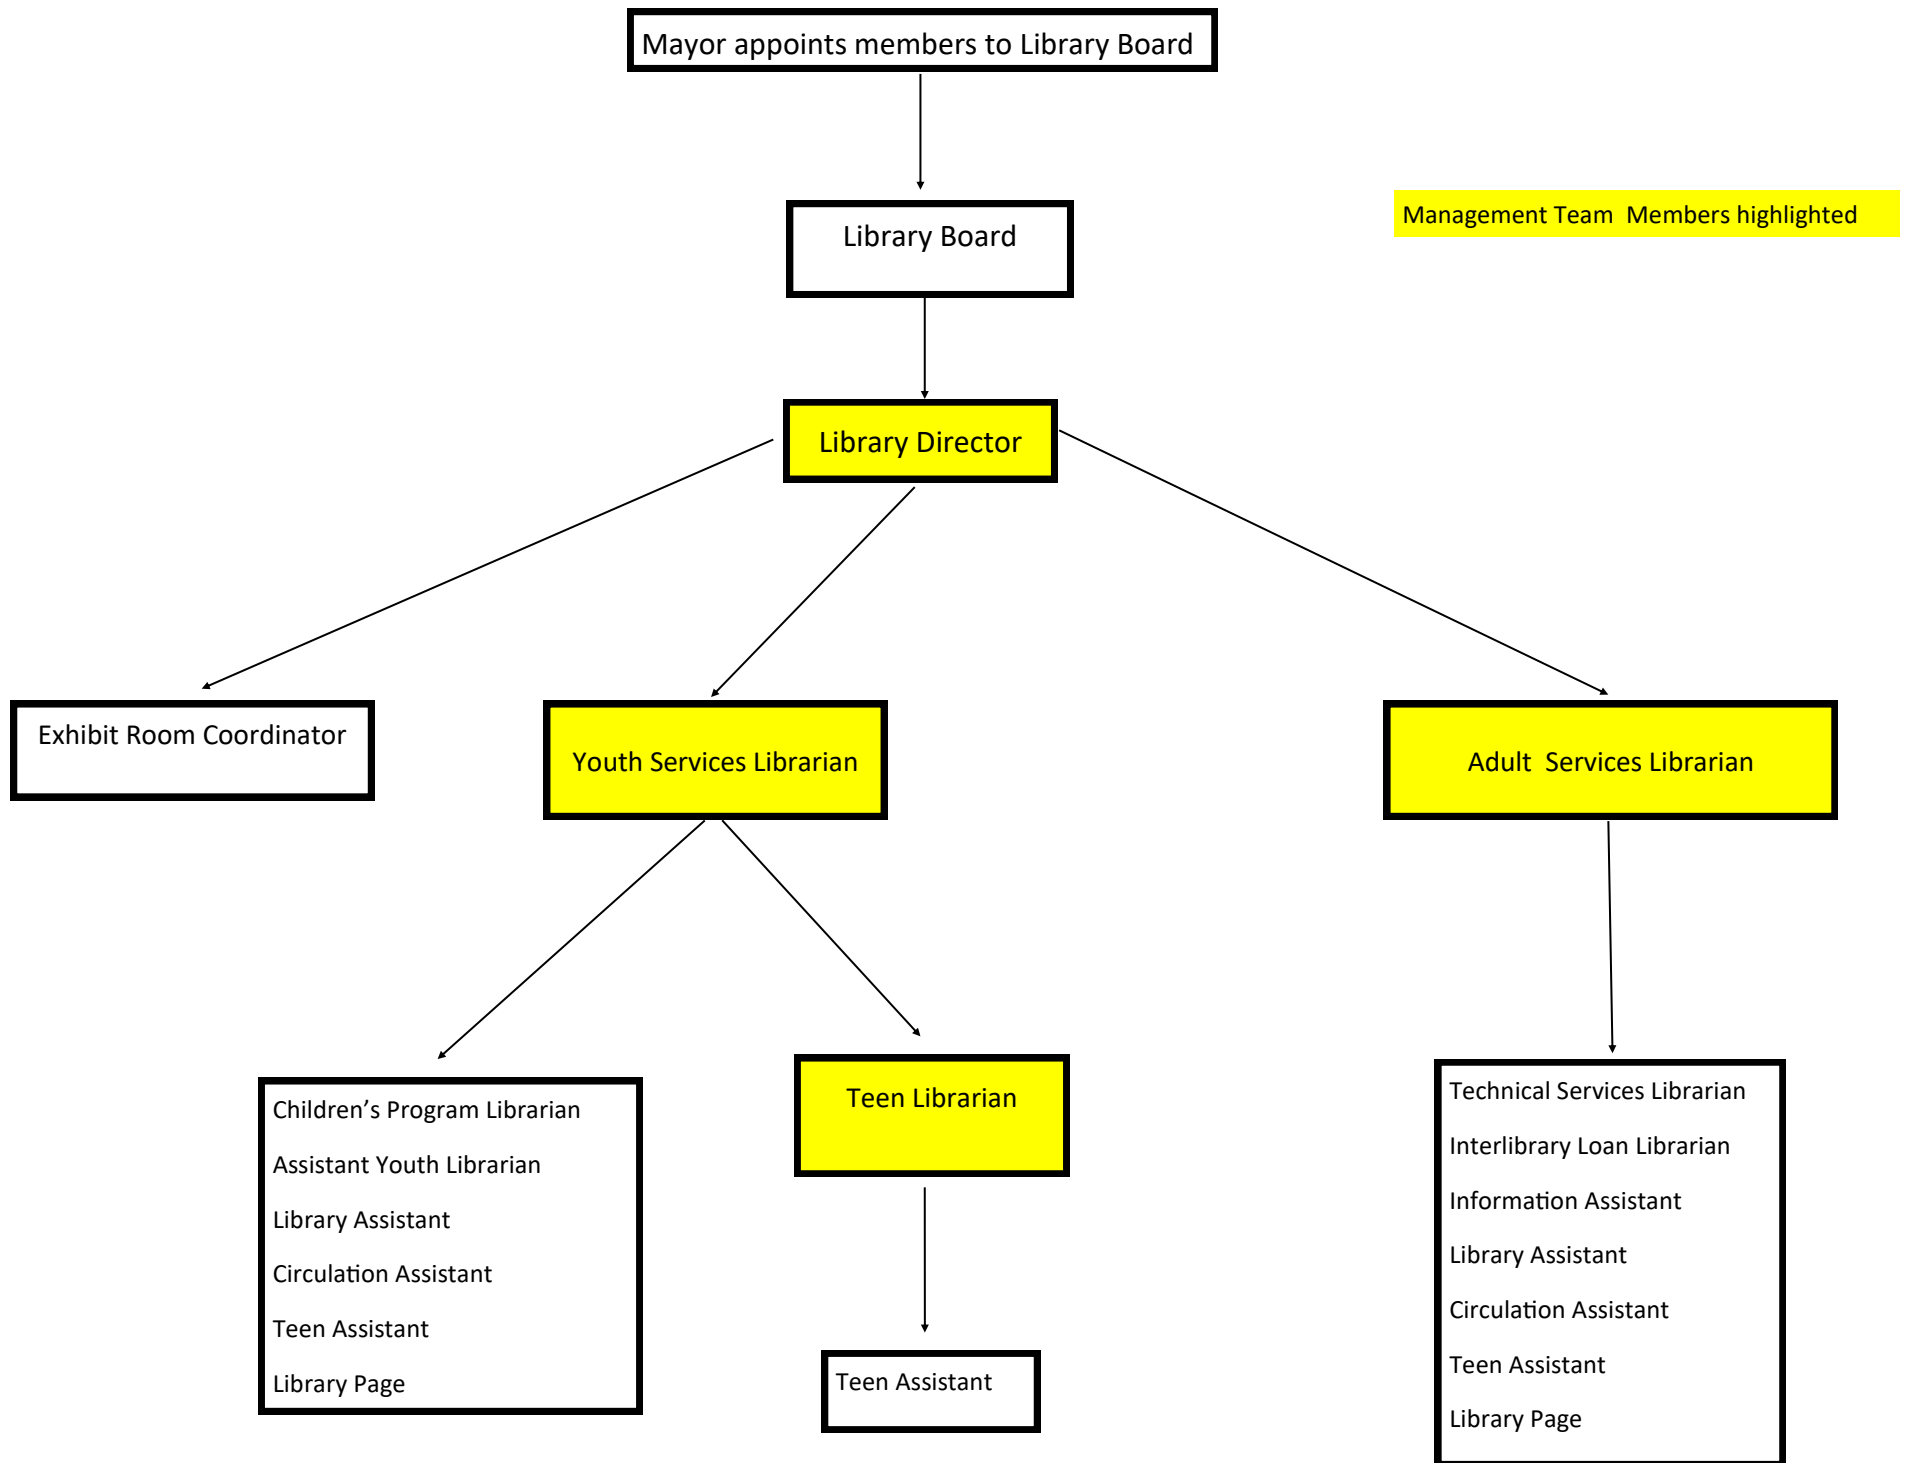 Mayor appoints members to Library Board
Management Team  Members highlighted
Library Board
Library Director
Exhibit Room Coordinator
Youth Services Librarian
Adult  Services Librarian
Children’s Program Librarian
Assistant Youth Librarian
Library Assistant
Circulation Assistant
Teen Assistant
Library Page
Teen Librarian
Teen Assistant
Technical Services Librarian
Interlibrary Loan Librarian
Information Assistant
Library Assistant
Circulation Assistant
Teen Assistant
Library Page